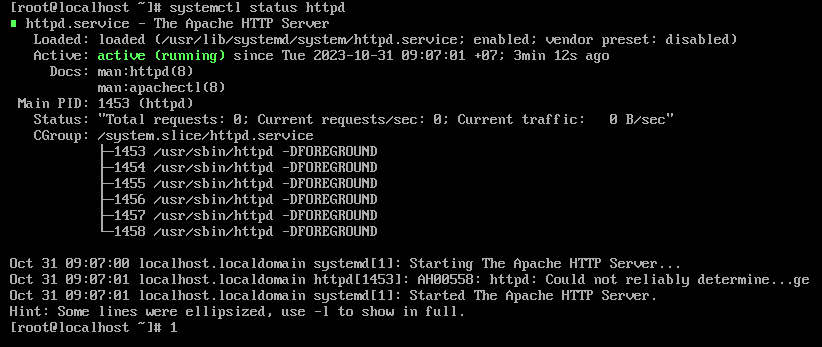 [root@localhost ~]# systemctl status httpd
● httpd.service - The Apache HTTP Server
   Loaded: loaded (/usr/lib/systemd/system/httpd.service; enabled; vendor preset: disabled)
   Active: active (running) since Tue 2023-10-31 09:07:01 +07; 3min 12s ago
     Docs: man:httpd(8)
           man:apachectl(8)
 Main PID: 1453 (httpd)
   Status: "Total requests: 0; Current requests/sec: 0; Current traffic:   0 B/sec"
   CGroup: /system.slice/httpd.service
           ├─1453 /usr/sbin/httpd -DFOREGROUND
           ├─1454 /usr/sbin/httpd -DFOREGROUND
           ├─1455 /usr/sbin/httpd -DFOREGROUND
           ├─1456 /usr/sbin/httpd -DFOREGROUND
           ├─1457 /usr/sbin/httpd -DFOREGROUND
           └─1458 /usr/sbin/httpd -DFOREGROUND

Oct 31 09:07:00 localhost.localdomain systemd[1]: Starting The Apache HTTP Server...
Oct 31 09:07:01 localhost.localdomain httpd[1453]: AH00558: httpd: Could not reliably determine...ge
Oct 31 09:07:01 localhost.localdomain systemd[1]: Started The Apache HTTP Server.
Hint: Some lines were ellipsized, use -l to show in full.
[root@localhost ~]# 1